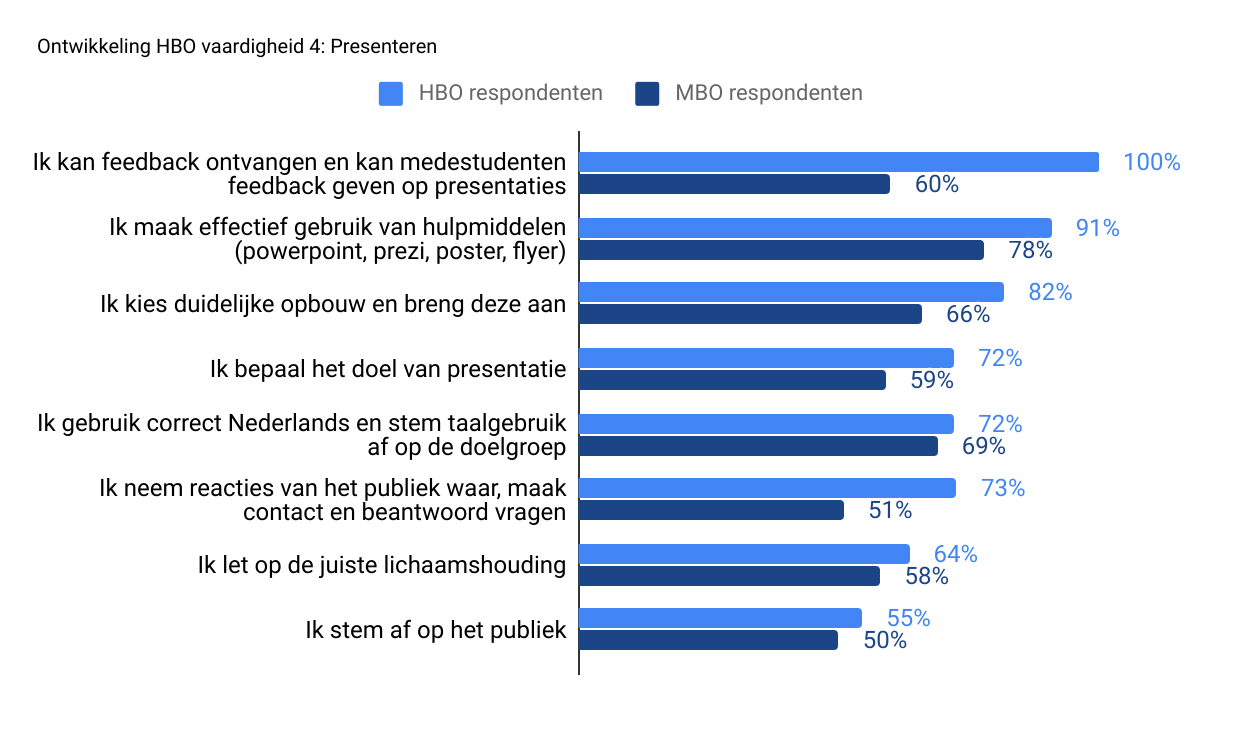 Ontwikkeling HBO vaardigheid 4: Presenteren
HBO respondenten
MBO respondenten
Ik kan feedback ontvangen en kan medestudenten
feedback geven op presentaties
100%
60%
Ik maak effectief gebruik van hulpmiddelen
(powerpoint, prezi, poster, flyer)
91%
78%
Ik kies duidelijke opbouw en breng deze aan
82%
66%
Ik bepaal het doel van presentatie
72%
59%
Ik gebruik correct Nederlands en stem taalgebruik
af op de doelgroep
72%
69%
Ik neem reacties van het publiek waar, maak
contact en beantwoord vragen
73%
51%
Ik let op de juiste lichaamshouding
64%
58%
Ik stem af op het publiek
55%
50%